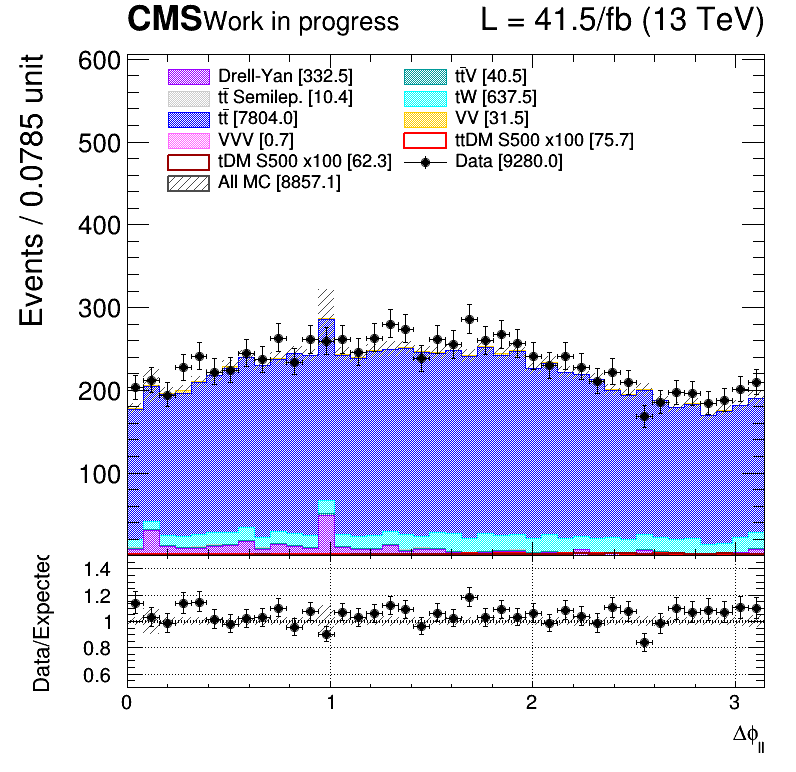 CMS Work in progress L = 41.5/fb (13 TeV)
Events / 0.0785 unit
600
500
400
300
200
100
Drell-Yan [332.5] tt̄V [40.5]
tt̄ Semilep. [10.4] tW [637.5]
tt̄ [7804.0] VV [31.5]
VVV [0.7] ttDM S500 x100 [75.7]
tDM S500 x100 [62.3] Data [9280.0]
All MC [8857.1]
Data/Expected
1.4
1.2
1
0.8
0.6
0 1 2 3
Δϕ_ll